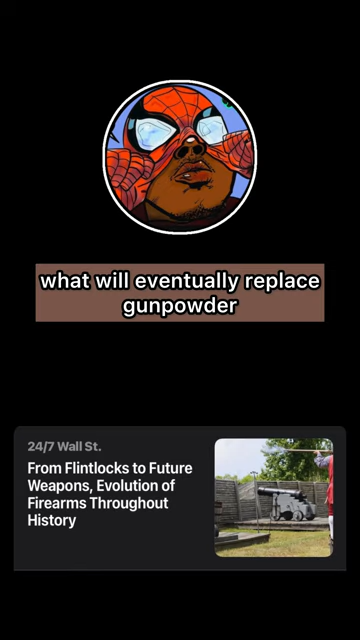 what will eventually replace
gunpowder
24/7 Wall St.
From Flintlocks to Future
Weapons, Evolution of
Firearms Throughout
History